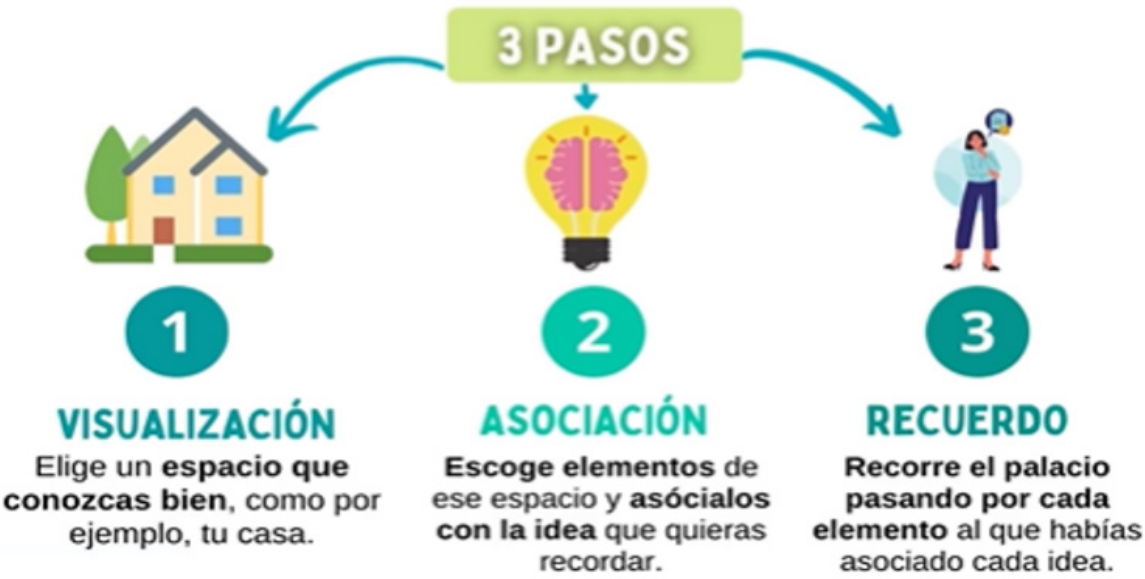 3 PASOS
1
VISUALIZACIÓN
Elige un espacio que
conozcas bien, como por
ejemplo, tu casa.
2
ASOCIACIÓN
Escoge elementos de
ese espacio y asócialos
con la idea que quieras
recordar.
3
RECUERDO
Recorre el palacio
pasando por cada
elemento al que habías
asociado cada idea.